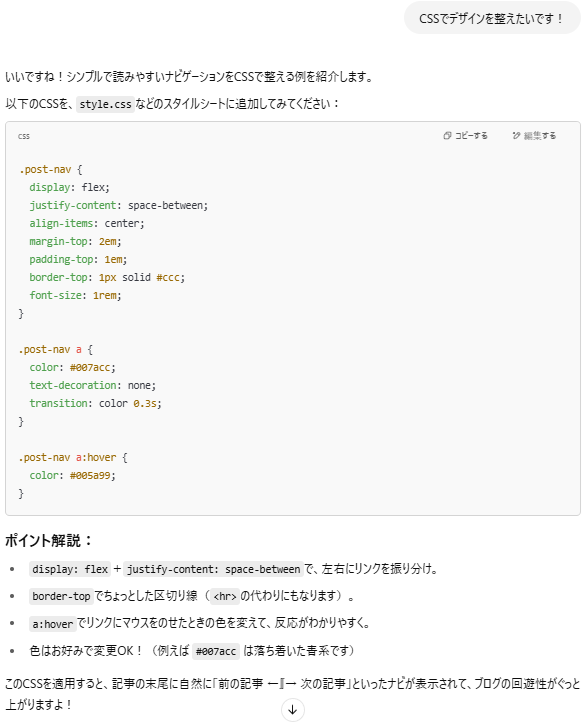 CSSでデザインを整えたいです！
いいですね！シンプルで読みやすいナビゲーションをCSSで整える例を紹介します。
以下のCSSを、style.cssなどのスタイルシートに追加してみてください：
css
コピーする
編集する
.post-nav {
  display: flex;
  justify-content: space-between;
  align-items: center;
  margin-top: 2em;
  padding-top: 1em;
  border-top: 1px solid #ccc;
  font-size: 1rem;
}
.post-nav a {
  color: #007acc;
  text-decoration: none;
  transition: color 0.3s;
}
.post-nav a:hover {
  color: #005a99;
}
ポイント解説：
• display: flex＋justify-content: space-betweenで、左右にリンクを振り分け。
• border-topでちょっとした区切り線（<hr>の代わりにもなります）。
• a:hoverでリンクにマウスをのせたときの色を変えて、反応がわかりやすく。
• 色はお好みで変更OK！（例えば #007acc は落ち着いた青系です）
このCSSを適用すると、記事の末尾に自然に「前の記事 ←『→ 次の記事」といったナビが表示されて、ブログの回遊性がぐっと
上がりますよ！